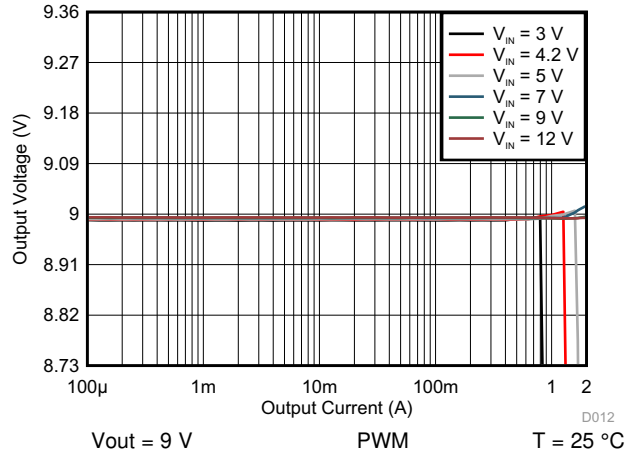 9.36
9.27
9.18
9.09
9
8.91
8.82
8.73
Output Voltage (V)
V_IN = 3 V
V_IN = 4.2 V
V_IN = 5 V
V_IN = 7 V
V_IN = 9 V
V_IN = 12 V
100µ 1m 10m 100m 1 2
Output Current (A)
D012
Vout = 9 V PWM T = 25 °C